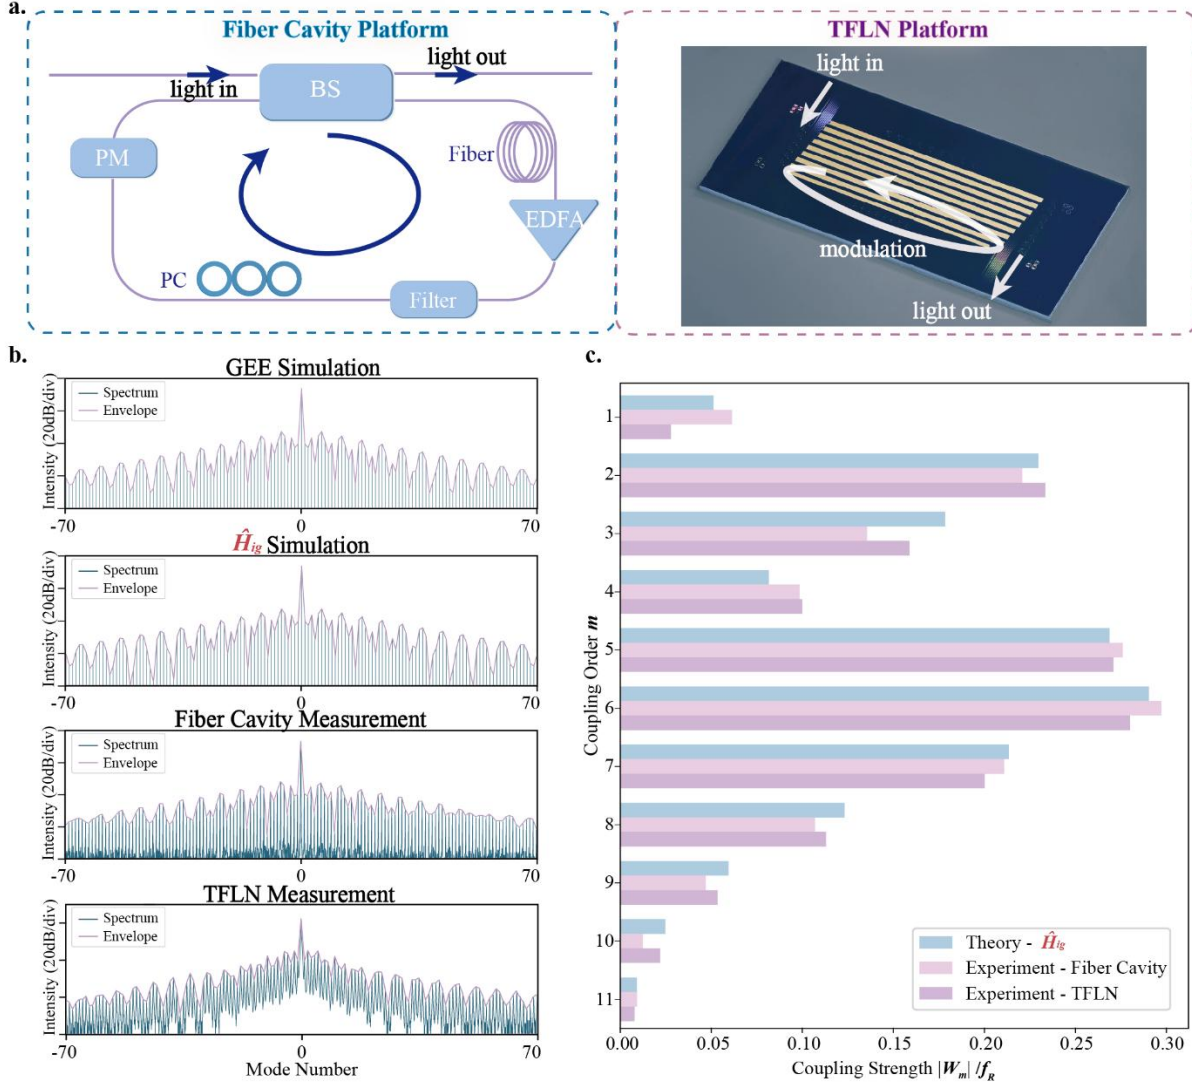 a.
Fiber Cavity Platform
light in
light out
BS
PM
Fiber
EDFA
PC
Filter
TFLN Platform
light in
modulation
light out
b.
GEE Simulation
Intensity (20dB/div)
Spectrum
Envelope
-70
0
70
Ĥig Simulation
Intensity (20dB/div)
Spectrum
Envelope
-70
0
70
Fiber Cavity Measurement
Intensity (20dB/div)
Spectrum
Envelope
-70
0
70
TFLN Measurement
Intensity (20dB/div)
Spectrum
Envelope
-70
0
70
Mode Number
c.
Coupling Order m
1
2
3
4
5
6
7
8
9
10
11
Theory - Ĥig
Experiment - Fiber Cavity
Experiment - TFLN
0.00
0.05
0.10
0.15
0.20
0.25
0.30
Coupling Strength |Wm| /fR